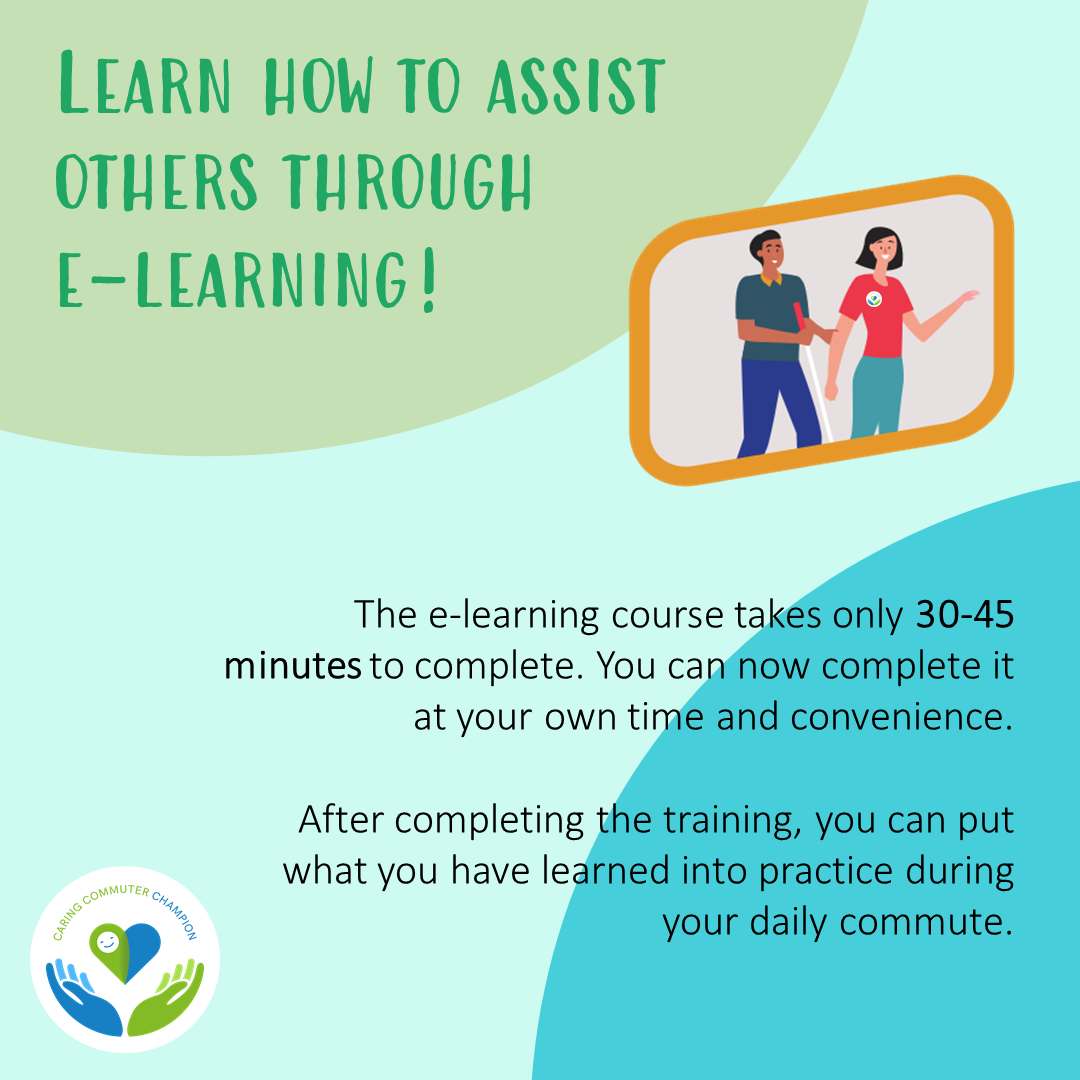 LEARN HOW TO ASSIST
OTHERS THROUGH
E-LEARNING!
The e-learning course takes only 30-45
minutes to complete. You can now complete it
at your own time and convenience.
After completing the training, you can put
what you have learned into practice during
your daily commute.
CARING COMMUTER CHAMPION